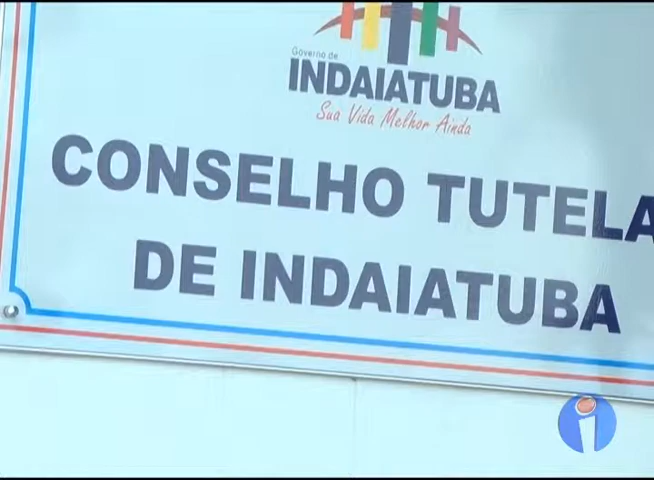 Governo de
INDAIATUBA
Sua Vida Melhor Ainda
CONSELHO TUTELA
DE INDAIATUBA
i